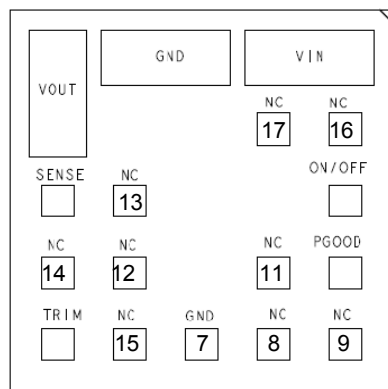 GND
VIN
VOUT
NC
NC
17
16
SENSE
NC
ON/OFF
13
NC
NC
NC
PGOOD
14
12
11
TRIM
NC
GND
NC
NC
15
7
8
9